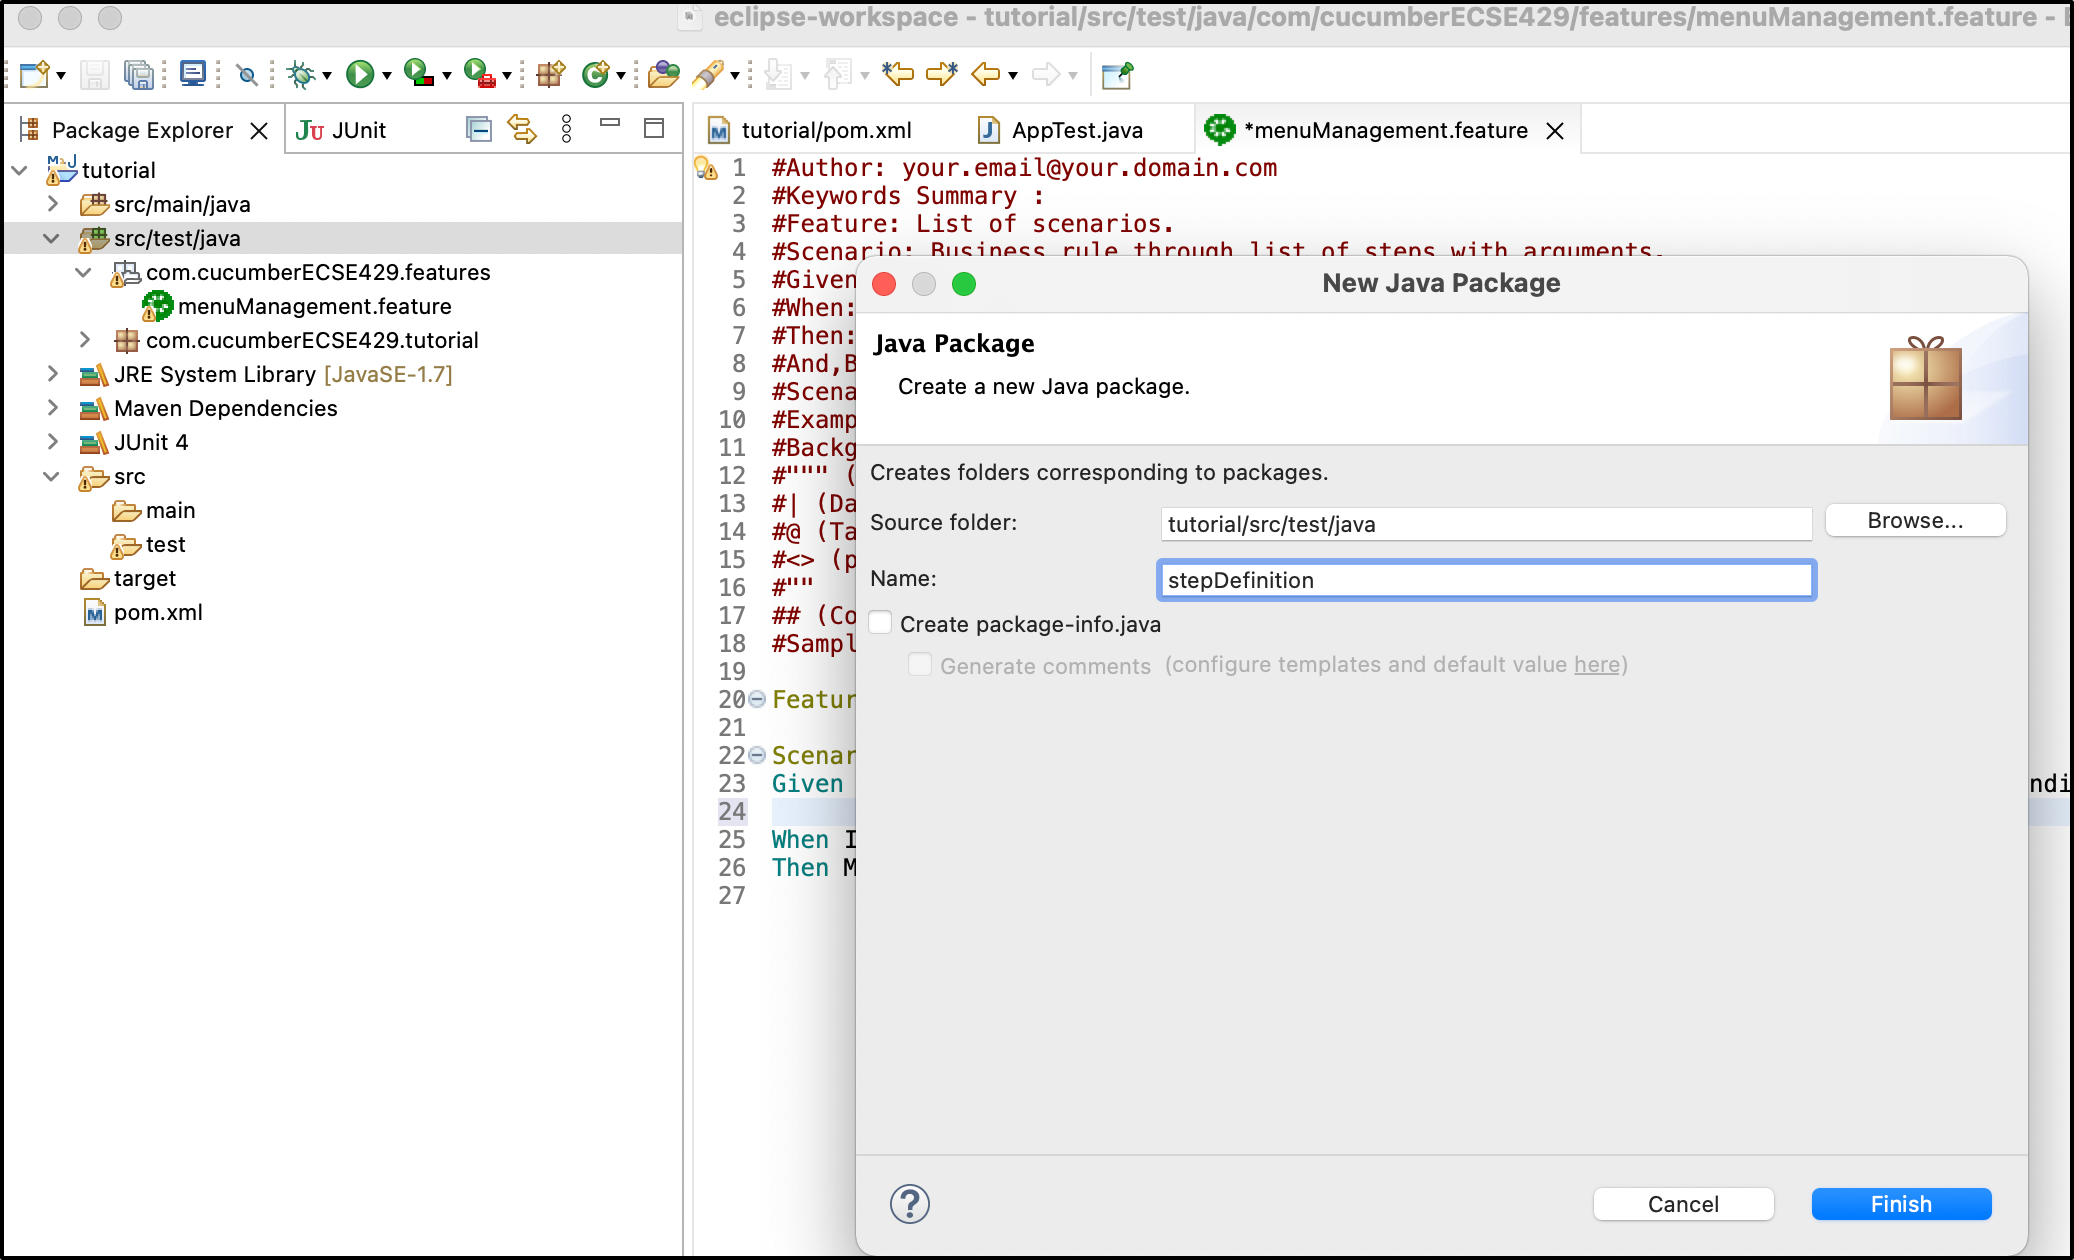 eclipse-workspace - tutorial/src/test/java/com/cucumberECSE429/features/menuManagement.feature -
Package Explorer
JUnit
tutorial/pom.xml
AppTest.java
*menuManagement.feature
tutorial
src/main/java
src/test/java
com.cucumberECSE429.features
menuManagement.feature
com.cucumberECSE429.tutorial
JRE System Library [JavaSE-1.7]
Maven Dependencies
JUnit 4
src
main
test
target
pom.xml
1 #Author: your.email@your.domain.com
2 #Keywords Summary :
3 #Feature: List of scenarios.
4 #Scenario: Business rule through list of steps with arguments.
5 #Given
6 #When:
7 #Then:
8 #And,B
9 #Scena
10 #Examp
11 #Backg
12 #""" (
13 #| (Da
14 #@ (Ta
15 #<> (p
16 #""
17 ## (Co
18 #Sampl
19
20 Featur
21
22 Scenar
23 Given ndi
24
25 When I
26 Then M
27
New Java Package
Java Package
Create a new Java package.
Creates folders corresponding to packages.
Source folder: tutorial/src/test/java Browse...
Name: stepDefinition
Create package-info.java
Generate comments (configure templates and default value here)
? Cancel Finish